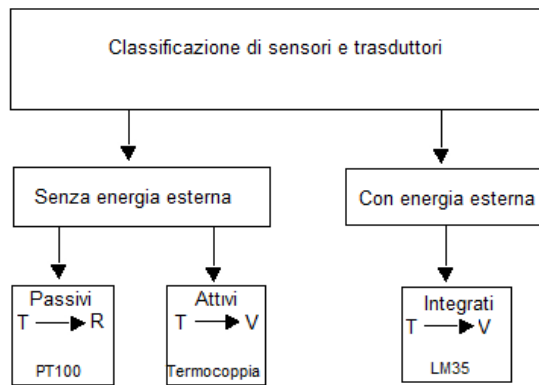 Classificazione di sensori e trasduttori
Senza energia esterna
Con energia esterna
Passivi
T R
PT100
Attivi
T V
Termocoppia
Integrati
T V
LM35